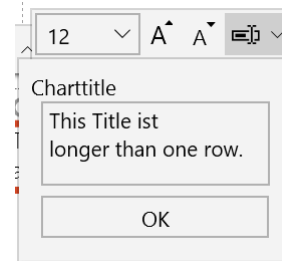 12
A A
Charttitle
This Title ist
longer than one row.
OK